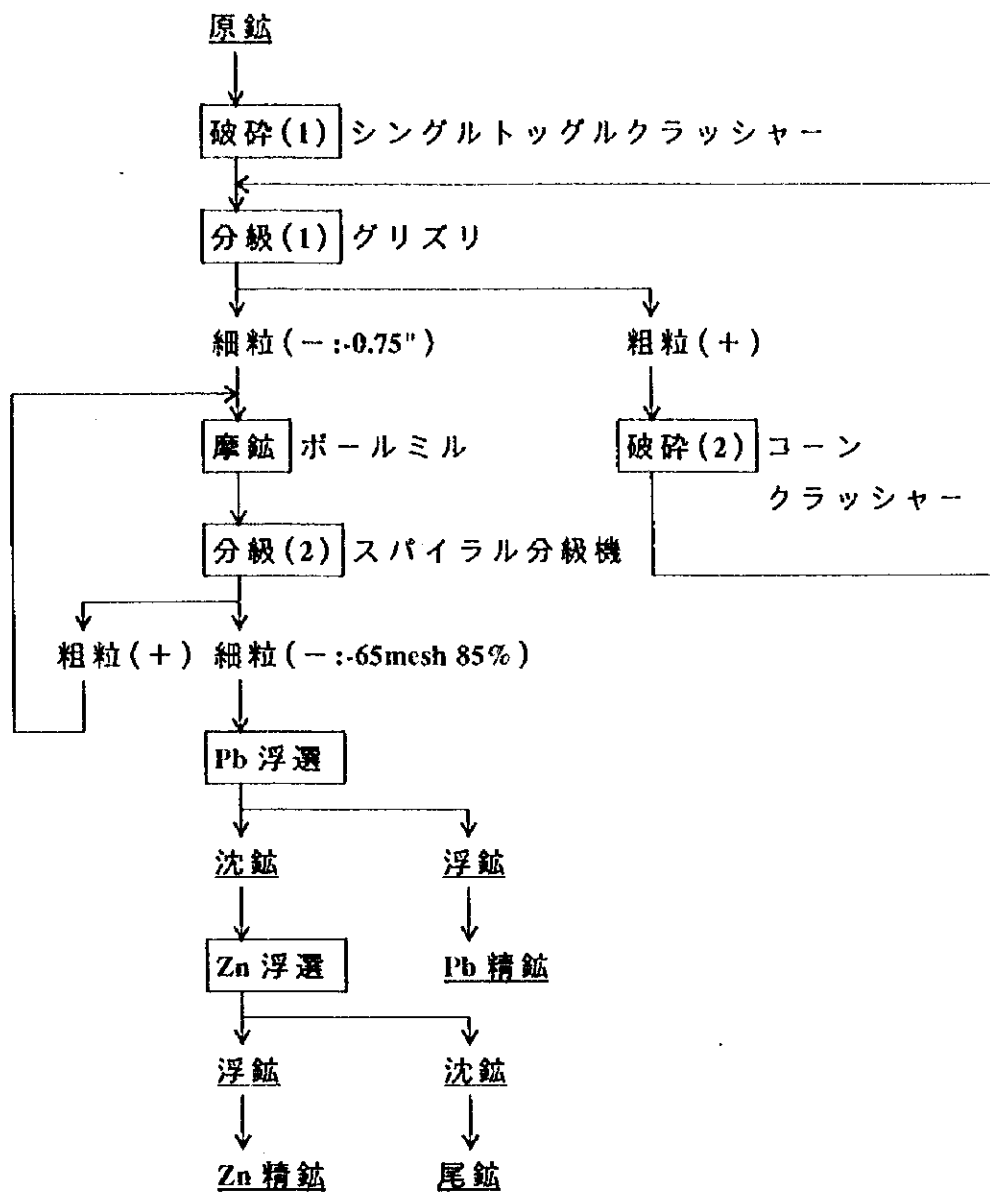 原鉱
破砕(1) シングルトッグルクラッシャー
分級(1) グリズリ
細粒(－:-0.75")
粗粒(＋)
摩鉱 ボールミル
破砕(2) コーン
クラッシャー
分級(2) スパイラル分級機
粗粒(＋) 細粒(－:-65mesh 85%)
Pb 浮選
沈鉱
浮鉱
Zn 浮選
Pb 精鉱
浮鉱
沈鉱
Zn 精鉱
尾鉱